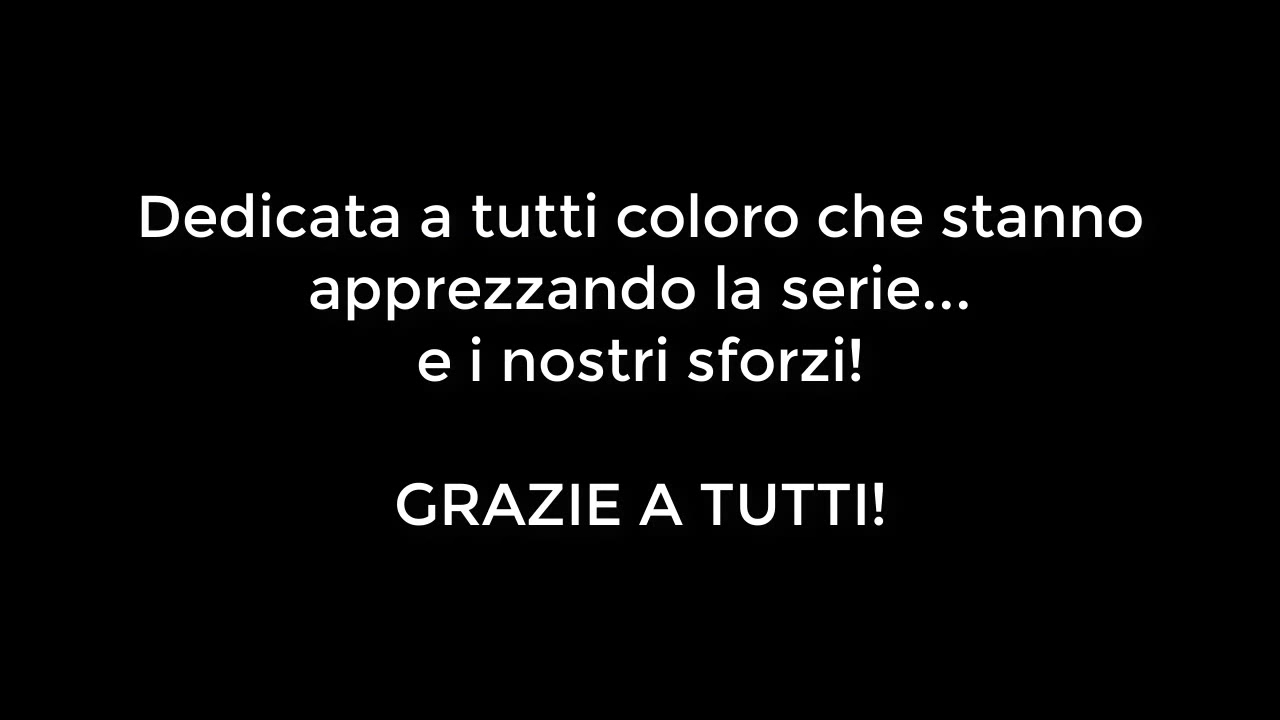 Dedicata a tutti coloro che stanno
apprezzando la serie...
e i nostri sforzi!
GRAZIE A TUTTI!